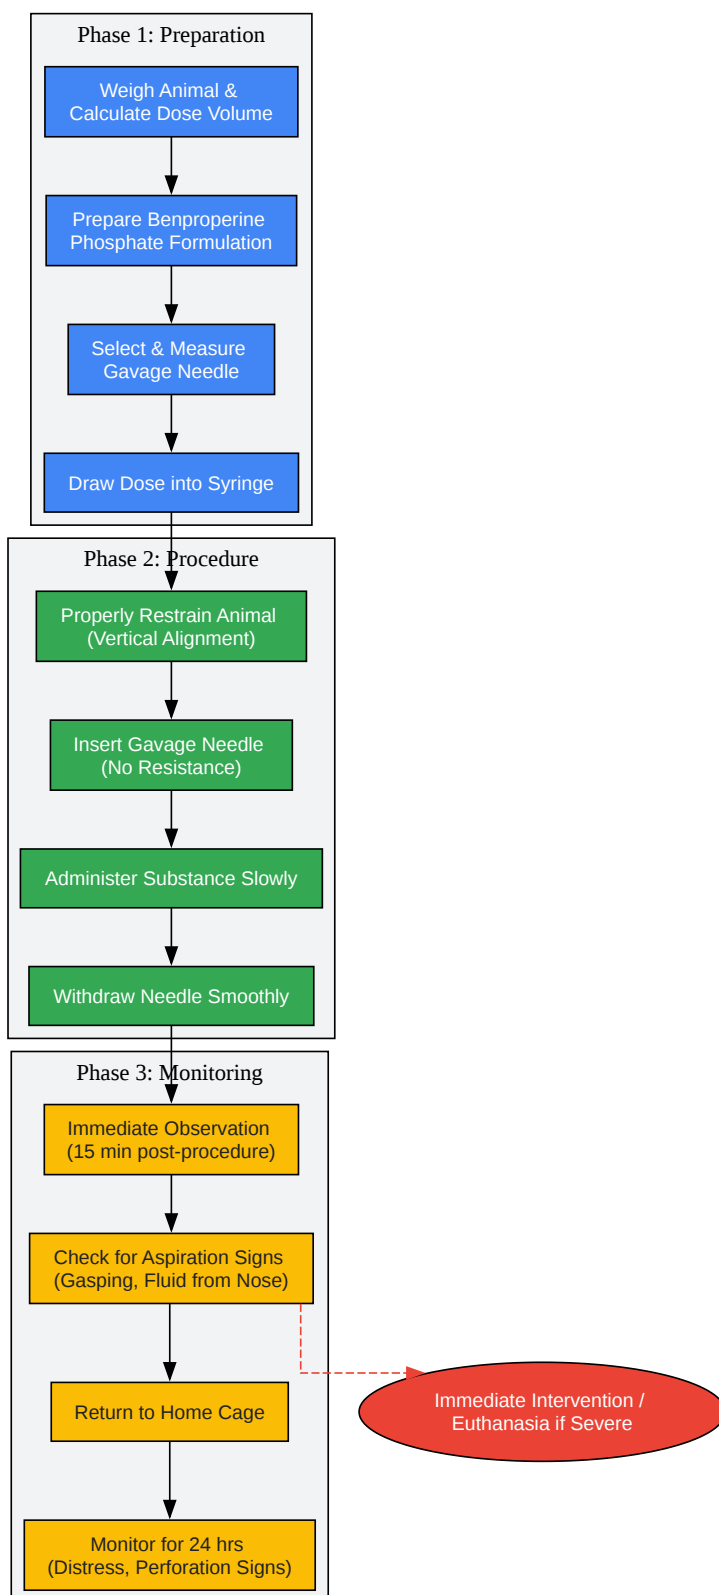 Phase 1: Preparation
Weigh Animal &
Calculate Dose Volume
Prepare Benproperine
Phosphate Formulation
Select & Measure
Gavage Needle
Draw Dose into Syringe
Phase 2: Procedure
Properly Restrain Animal
(Vertical Alignment)
Insert Gavage Needle
(No Resistance)
Administer Substance Slowly
Withdraw Needle Smoothly
Phase 3: Monitoring
Immediate Observation
(15 min post-procedure)
Check for Aspiration Signs
(Gasping, Fluid from Nose)
Return to Home Cage
Immediate Intervention /
Euthanasia if Severe
Monitor for 24 hrs
(Distress, Perforation Signs)